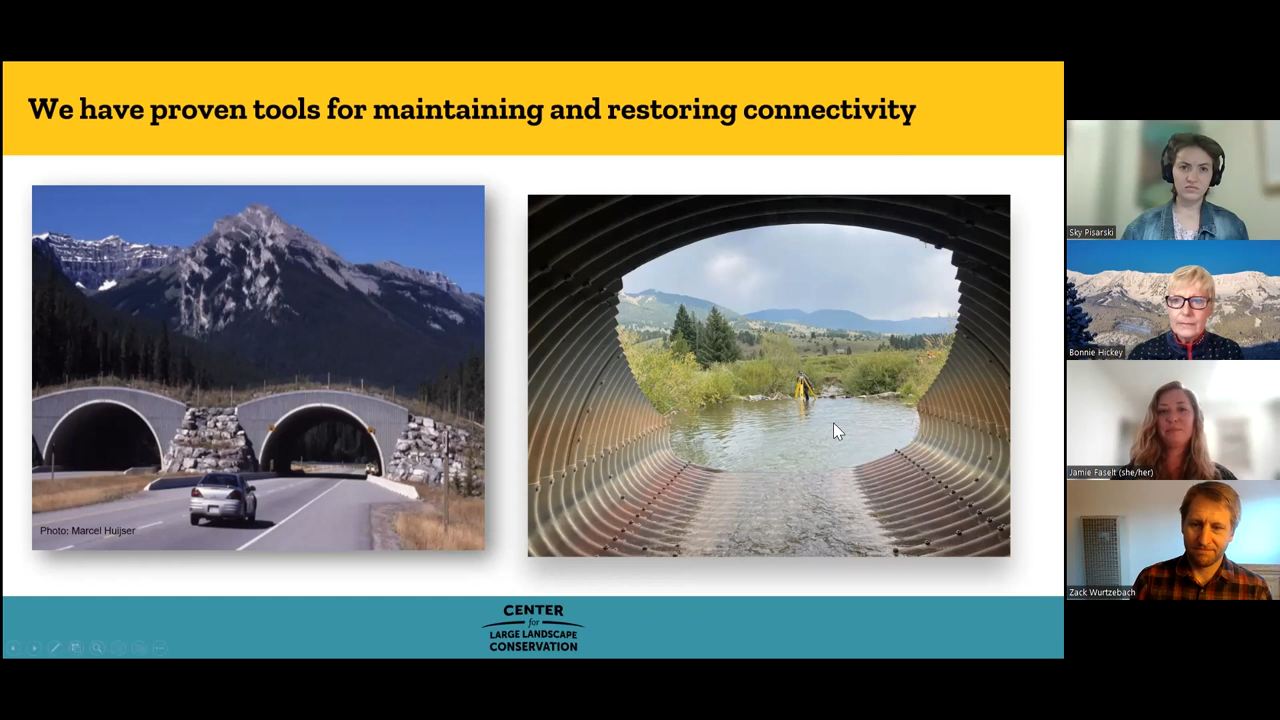 We have proven tools for maintaining and restoring connectivity
Photo: Marcel Huijser
CENTER
for
LARGE LANDSCAPE
CONSERVATION
Sky Pisarski
Bonnie Hickey
Jamie Faselt (she/her)
Zack Wurtzebach